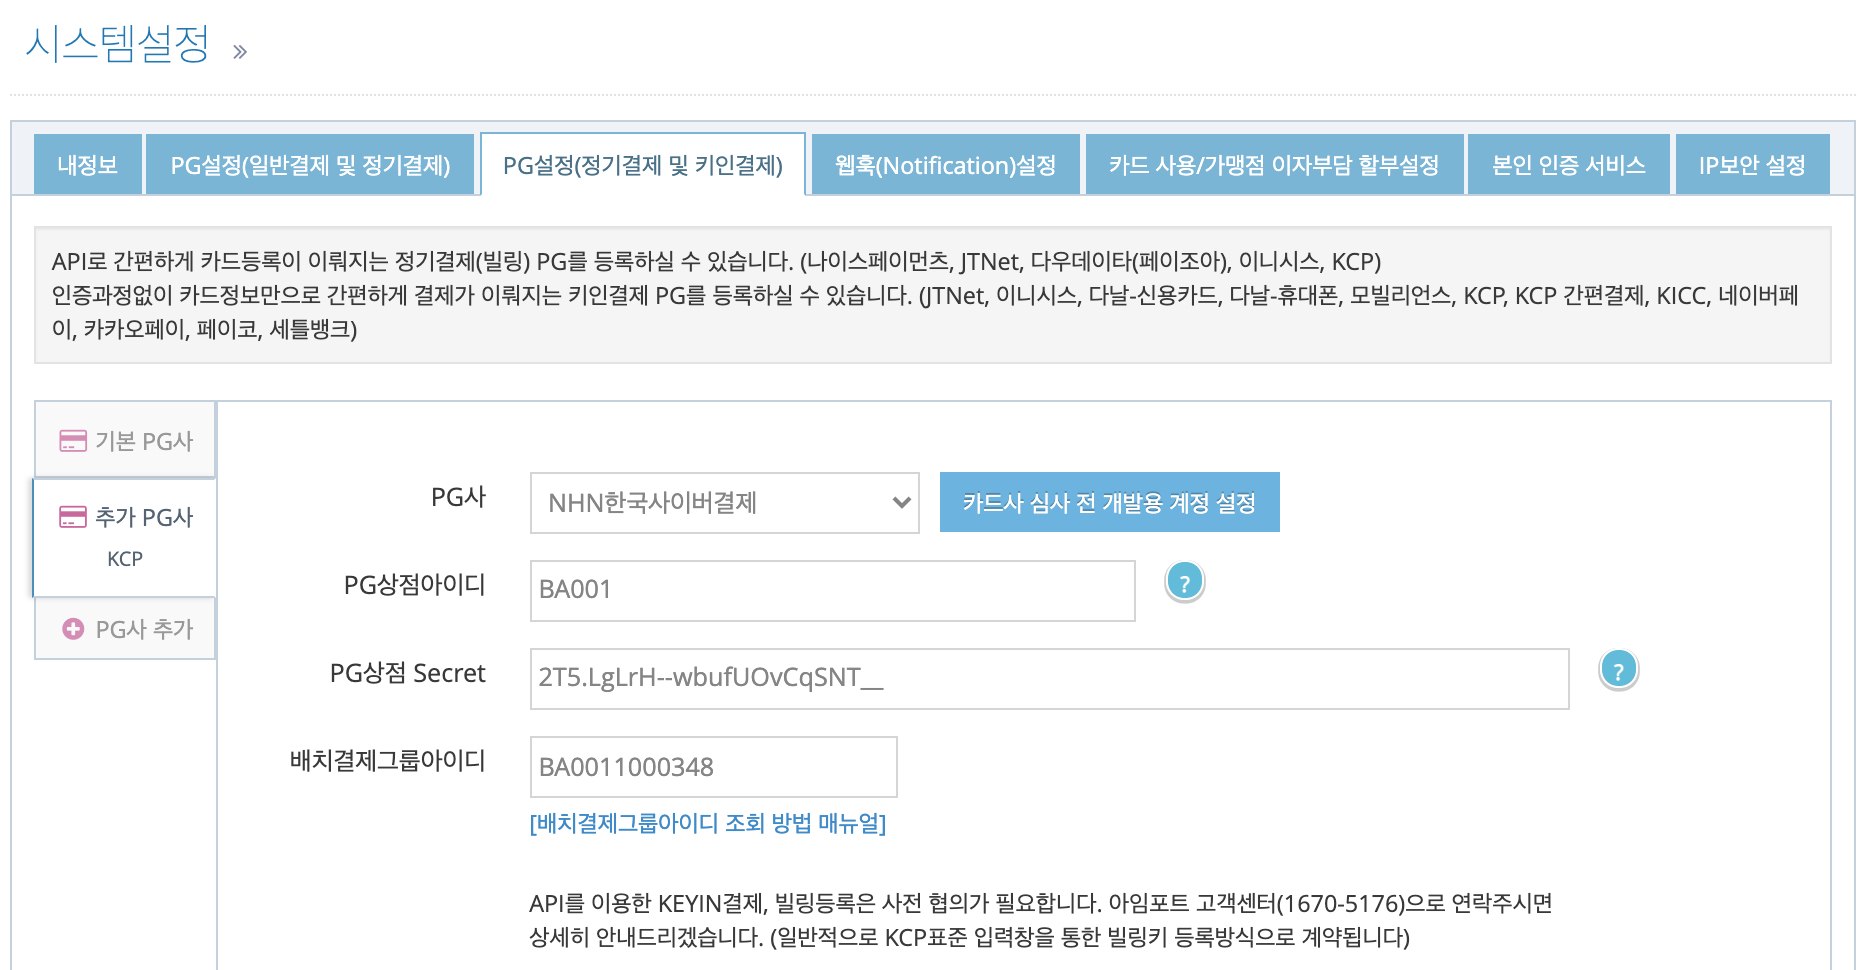 시스템설정 »
내정보
PG설정(일반결제 및 정기결제)
PG설정(정기결제 및 키인결제)
웹훅(Notification)설정
카드 사용/가맹점 이자부담 할부설정
본인 인증 서비스
IP보안 설정
API로 간편하게 카드등록이 이뤄지는 정기결제(빌링) PG를 등록하실 수 있습니다. (나이스페이먼츠, JTNet, 다우데이타(페이조아), 이니시스, KCP)
인증과정없이 카드정보만으로 간편하게 결제가 이뤄지는 키인결제 PG를 등록하실 수 있습니다. (JTNet, 이니시스, 다날-신용카드, 다날-휴대폰, 모빌리언스, KCP, KCP 간편결제, KICC, 네이버페
이, 카카오페이, 페이코, 세틀뱅크)
기본 PG사
추가 PG사
KCP
PG사 추가
PG사
NHN한국사이버결제
카드사 심사 전 개발용 계정 설정
PG상점아이디
BA001
?
PG상점 Secret
2T5.LgLrH--wbufUOvCqSNT__
?
배치결제그룹아이디
BA0011000348
[배치결제그룹아이디 조회 방법 매뉴얼]
API를 이용한 KEYIN결제, 빌링등록은 사전 협의가 필요합니다. 아임포트 고객센터(1670-5176)으로 연락주시면
상세히 안내드리겠습니다. (일반적으로 KCP표준 입력창을 통한 빌링키 등록방식으로 계약됩니다)